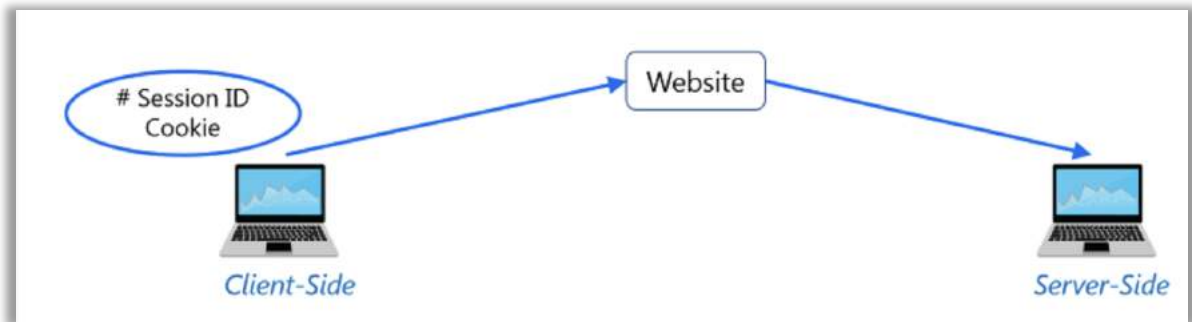 # Session ID
Cookie
Website
Client-Side
Server-Side